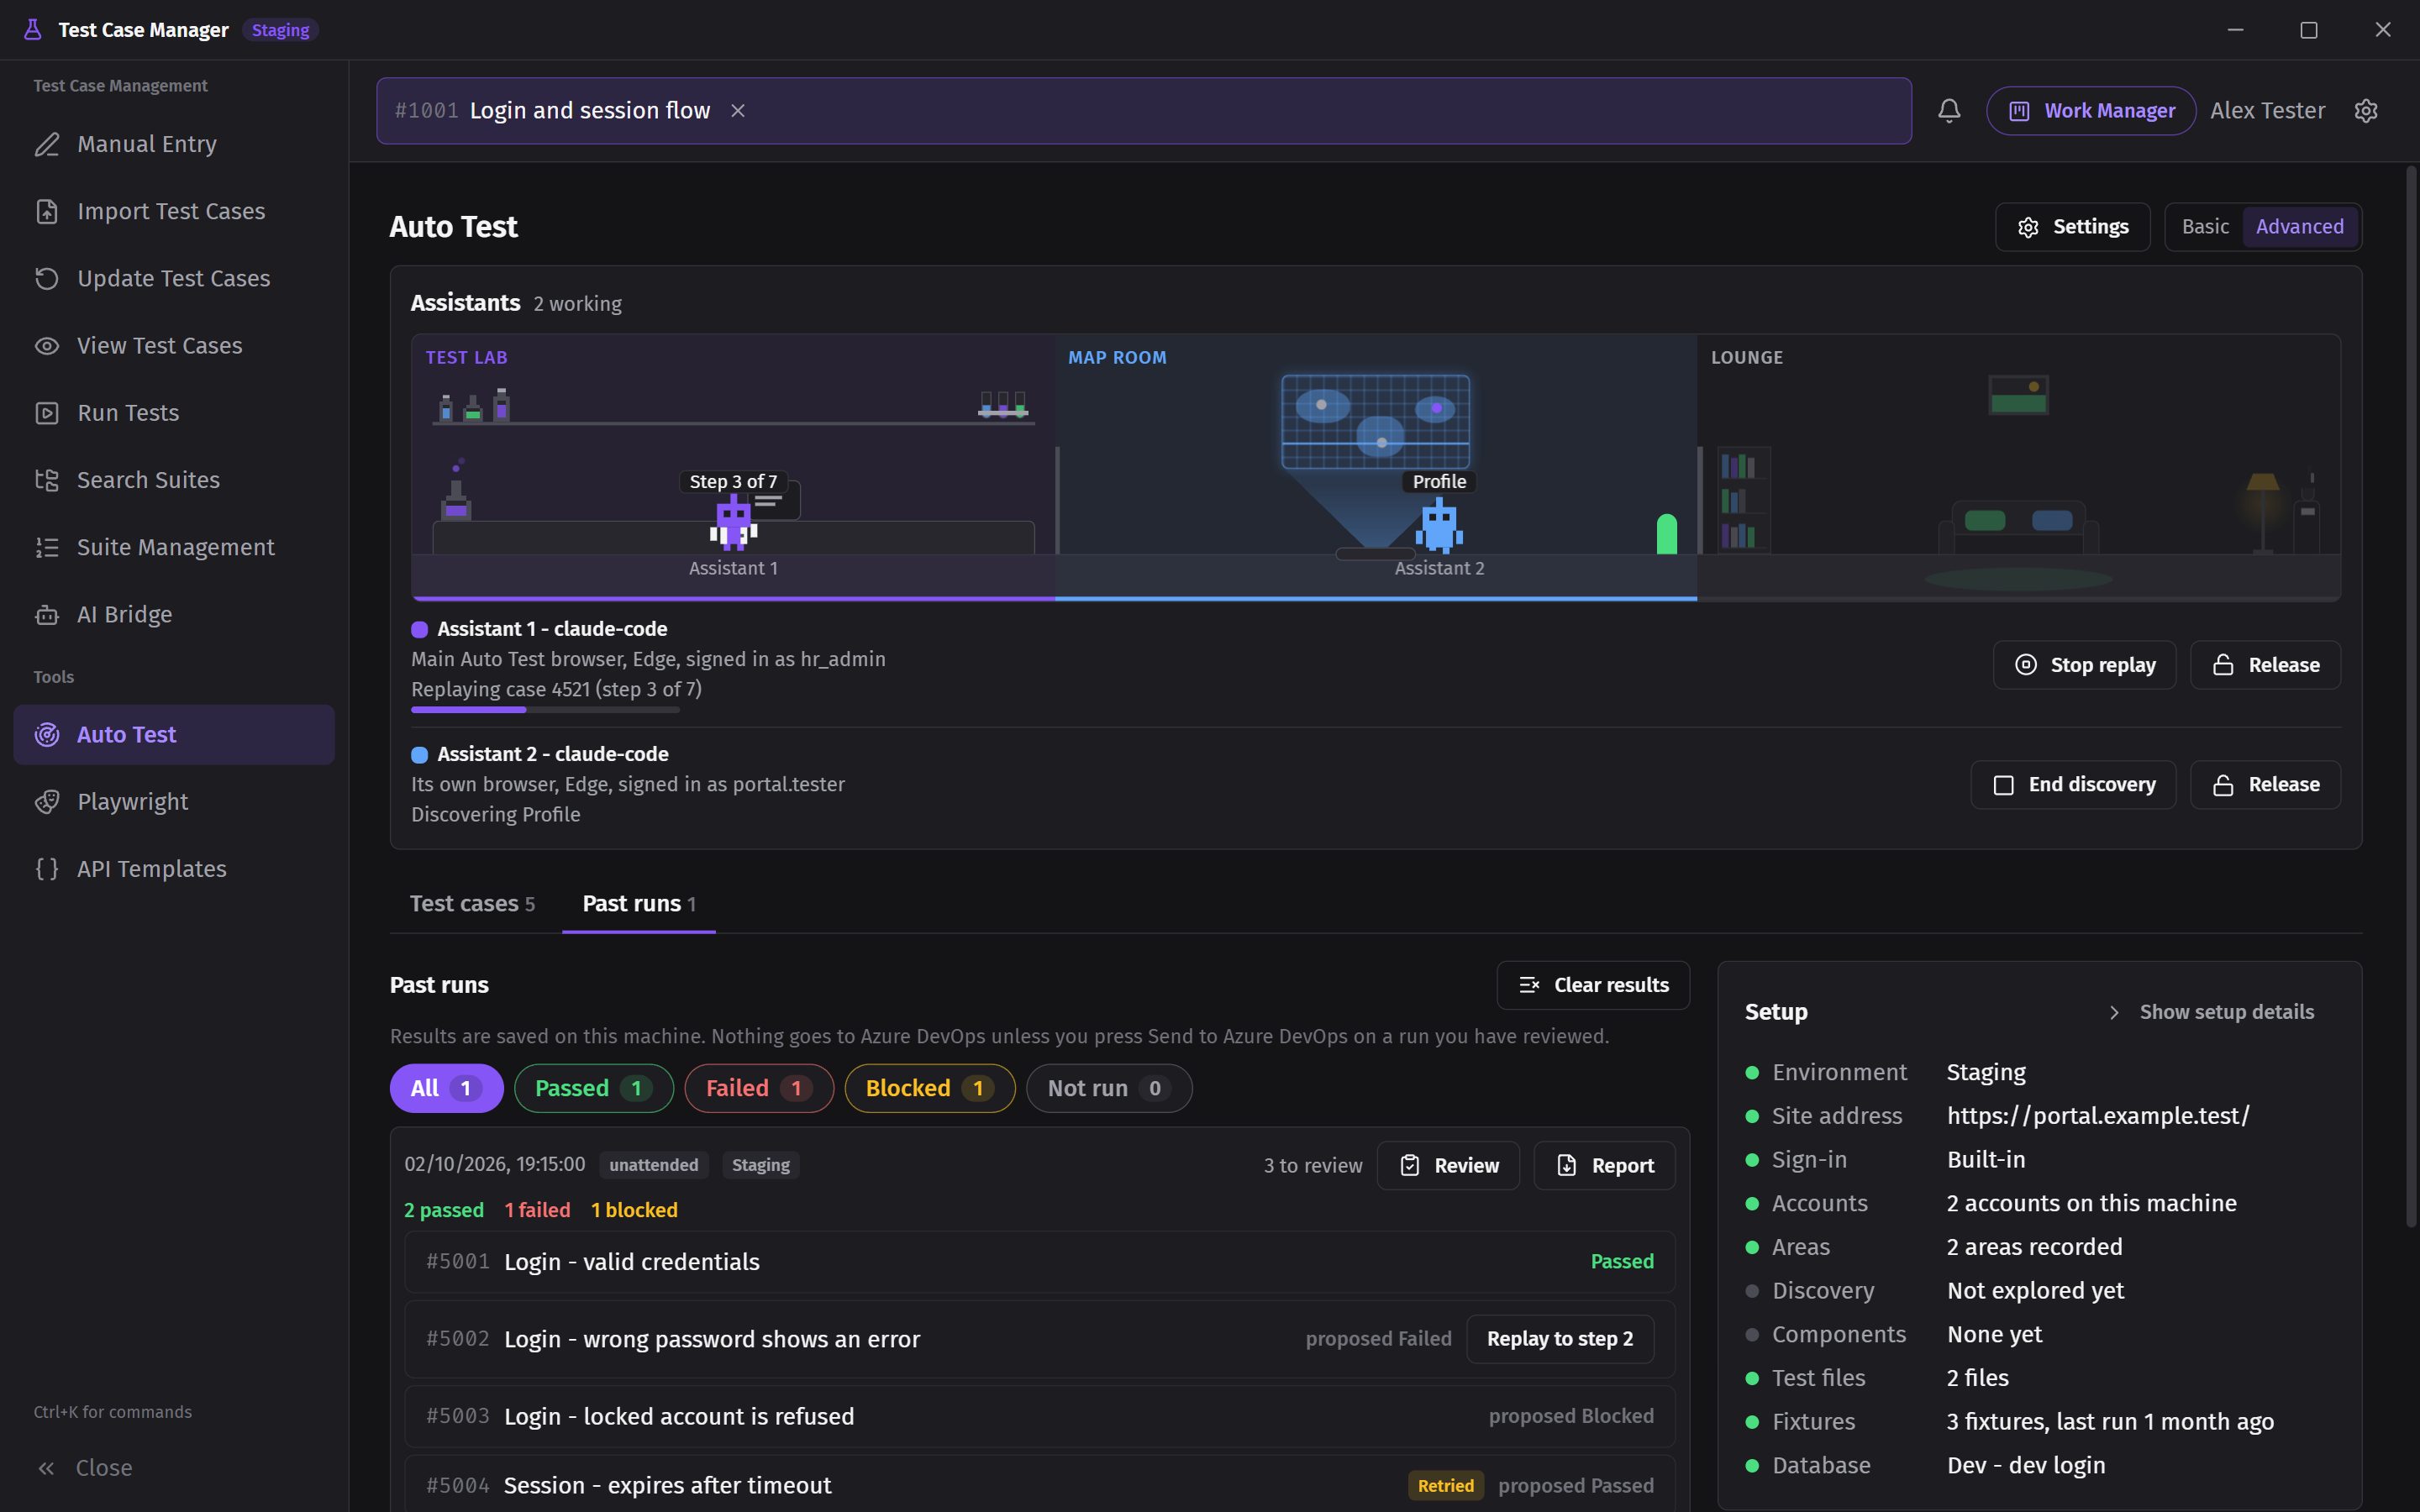 Test Case Manager Staging
Test Case Management
Manual Entry
Import Test Cases
Update Test Cases
View Test Cases
Run Tests
Search Suites
Suite Management
AI Bridge
Tools
Auto Test
Playwright
API Templates
Ctrl+K for commands
Close
#1001 Login and session flow
Work Manager
Alex Tester
Auto Test
Settings
Basic Advanced
Assistants 2 working
TEST LAB
MAP ROOM
LOUNGE
Step 3 of 7
Profile
Assistant 1
Assistant 2
Assistant 1 - claude-code
Main Auto Test browser, Edge, signed in as hr_admin
Replaying case 4521 (step 3 of 7)
Stop replay
Release
Assistant 2 - claude-code
Its own browser, Edge, signed in as portal.tester
Discovering Profile
End discovery
Release
Test cases 5
Past runs 1
Past runs
Clear results
Results are saved on this machine. Nothing goes to Azure DevOps unless you press Send to Azure DevOps on a run you have reviewed.
All 1
Passed 1
Failed 1
Blocked 1
Not run 0
02/10/2026, 19:15:00 unattended Staging
3 to review
Review
Report
2 passed 1 failed 1 blocked
#5001 Login - valid credentials Passed
#5002 Login - wrong password shows an error proposed Failed Replay to step 2
#5003 Login - locked account is refused proposed Blocked
#5004 Session - expires after timeout Retried proposed Passed
Setup
Show setup details
Environment Staging
Site address https://portal.example.test/
Sign-in Built-in
Accounts 2 accounts on this machine
Areas 2 areas recorded
Discovery Not explored yet
Components None yet
Test files 2 files
Fixtures 3 fixtures, last run 1 month ago
Database Dev - dev login